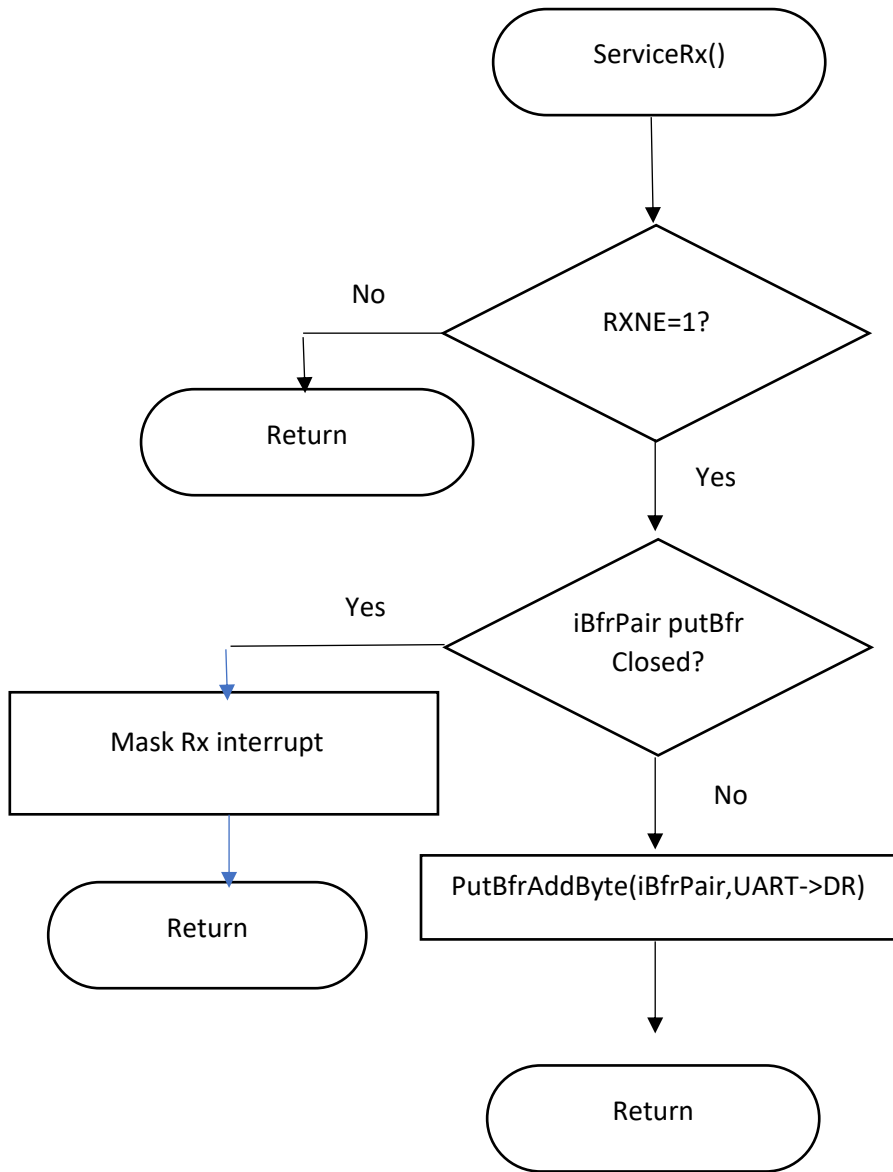 ServiceRx()
No
RXNE=1?
Return
Yes
Yes
iBfrPair putBfr
Closed?
Mask Rx interrupt
No
PutBfrAddByte(iBfrPair,UART->DR)
Return
Return